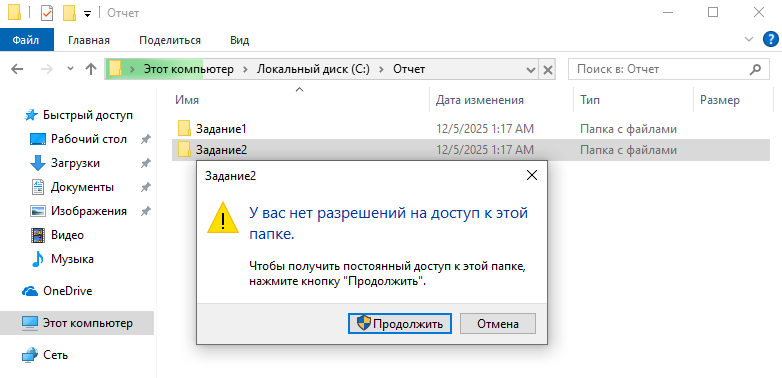 Отчет
Файл Главная Поделиться Вид
Этот компьютер Локальный диск (C:) Отчет Поиск в: Отчет
Имя Дата изменения Тип Размер
Быстрый доступ
Рабочий стол
Загрузки
Документы
Изображения
Видео
Музыка
OneDrive
Этот компьютер
Сеть
Задание1 12/5/2025 1:17 AM Папка с файлами
Задание2 12/5/2025 1:17 AM Папка с файлами
Задание2
У вас нет разрешений на доступ к этой
папке.
Чтобы получить постоянный доступ к этой папке,
нажмите кнопку "Продолжить".
Продолжить Отмена